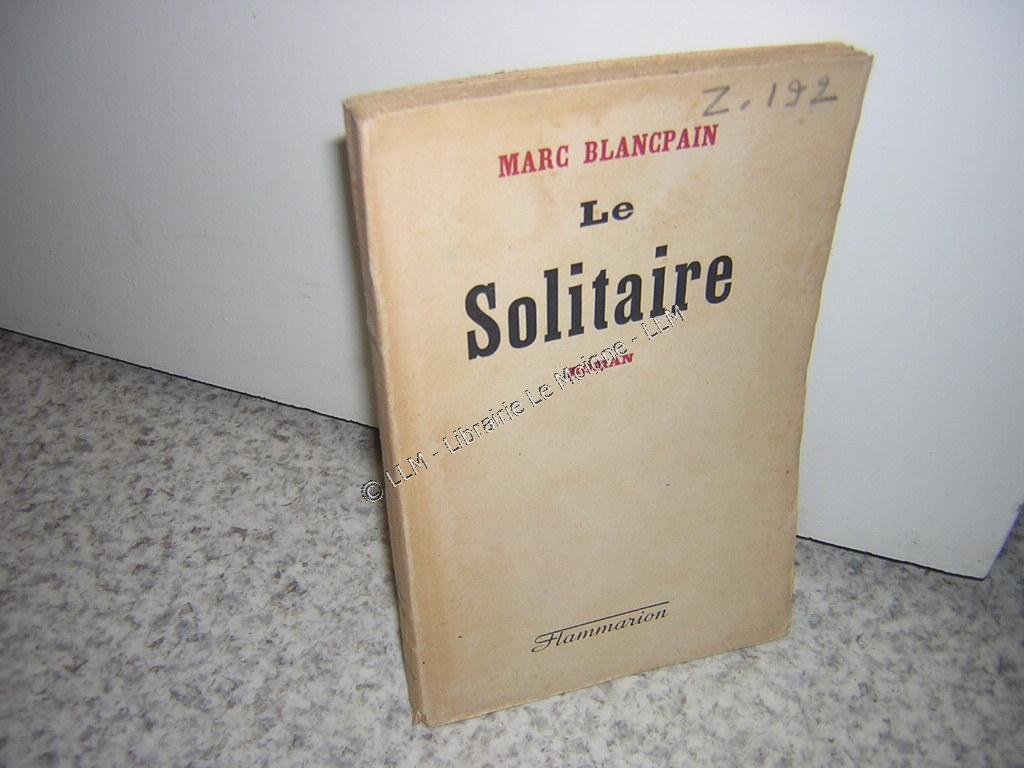 Z. 192
MARC BLANCPAIN
Le
Solitaire
ROMAN
© LLM - Librairie Le Moigne - LLM
Flammarion